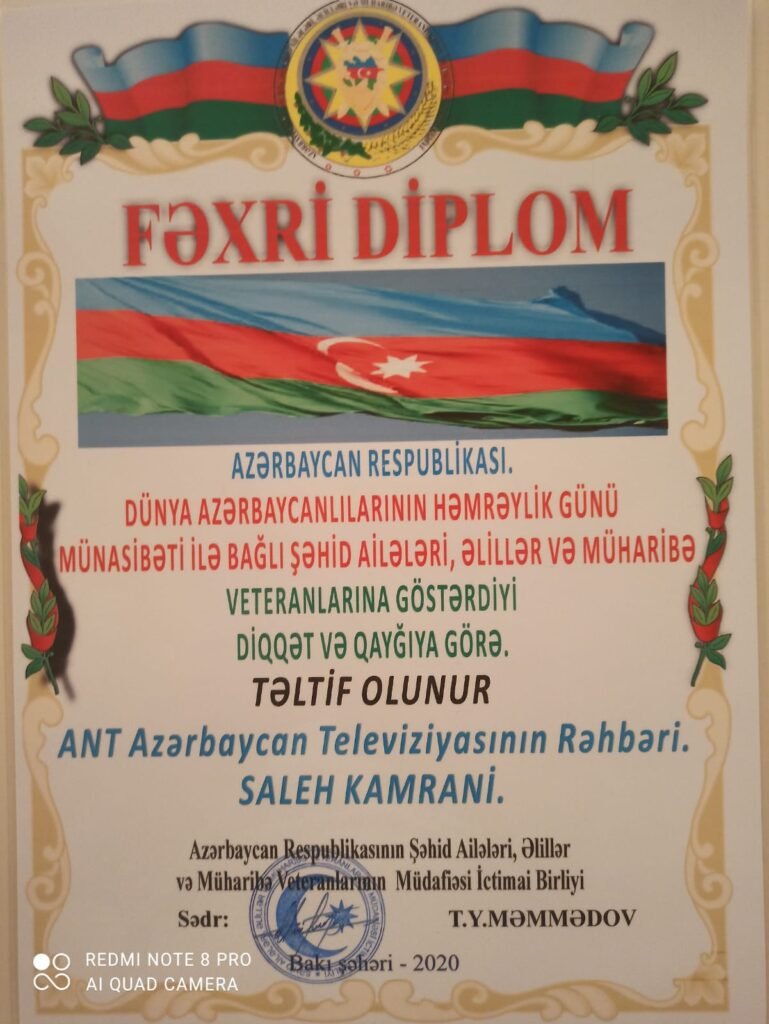 FƏXRİ DİPLOM
AZƏRBAYCAN RESPUBLİKASI.
DÜNYA AZƏRBAYCANLILARININ HƏMRƏYLİK GÜNÜ
MÜNASİBƏTİ İLƏ BAĞLI ŞƏHİD AİLƏLƏRİ, ƏLİLLƏR VƏ MÜHARİBƏ
VETERANLARINA GÖSTƏRDİYİ
DİQQƏT VƏ QAYĞIYA GÖRƏ.
TƏLTİF OLUNUR
ANT Azərbaycan Televiziyasının Rəhbəri.
SALEH KAMRANİ.
Azərbaycan Respublikasının Şəhid Ailələri, Əlillər
və Müharibə Veteranlarının Müdafiəsi İctimai Birliyi
Sədr: T.Y.MƏMMƏDOV
Bakı şəhəri - 2020
REDMI NOTE 8 PRO
AI QUAD CAMERA